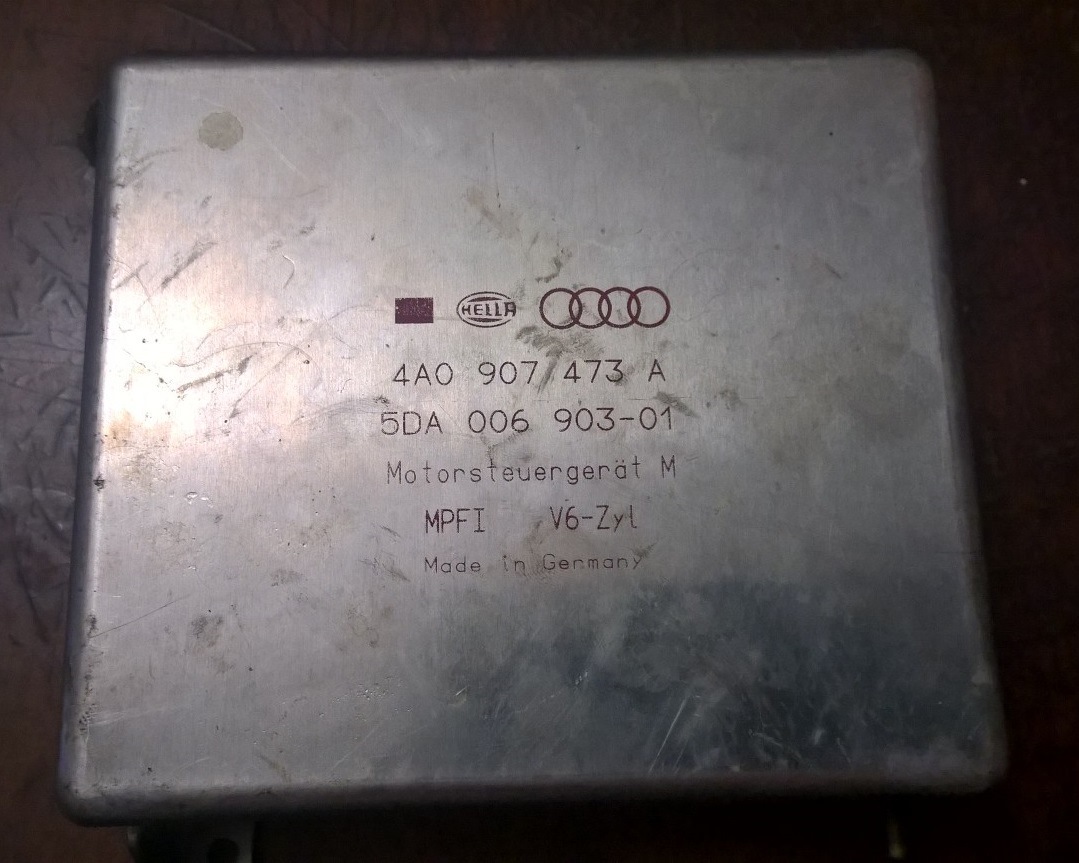 HELLA
4A0 907 473 A
5DA 006 903-01
Motorsteuergerät M
MPFI V6-Zyl
Made in Germany